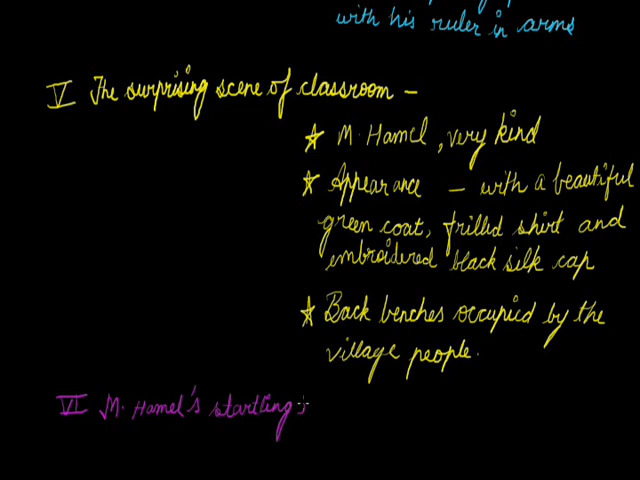 with his ruler in arms
V The surprising scene of classroom –
★ M. Hamel, very kind
★ Appearance – with a beautiful
green coat, frilled shirt and
embroidered black silk cap
★ Back benches occupied by the
village people.
VI M. Hamel's startling